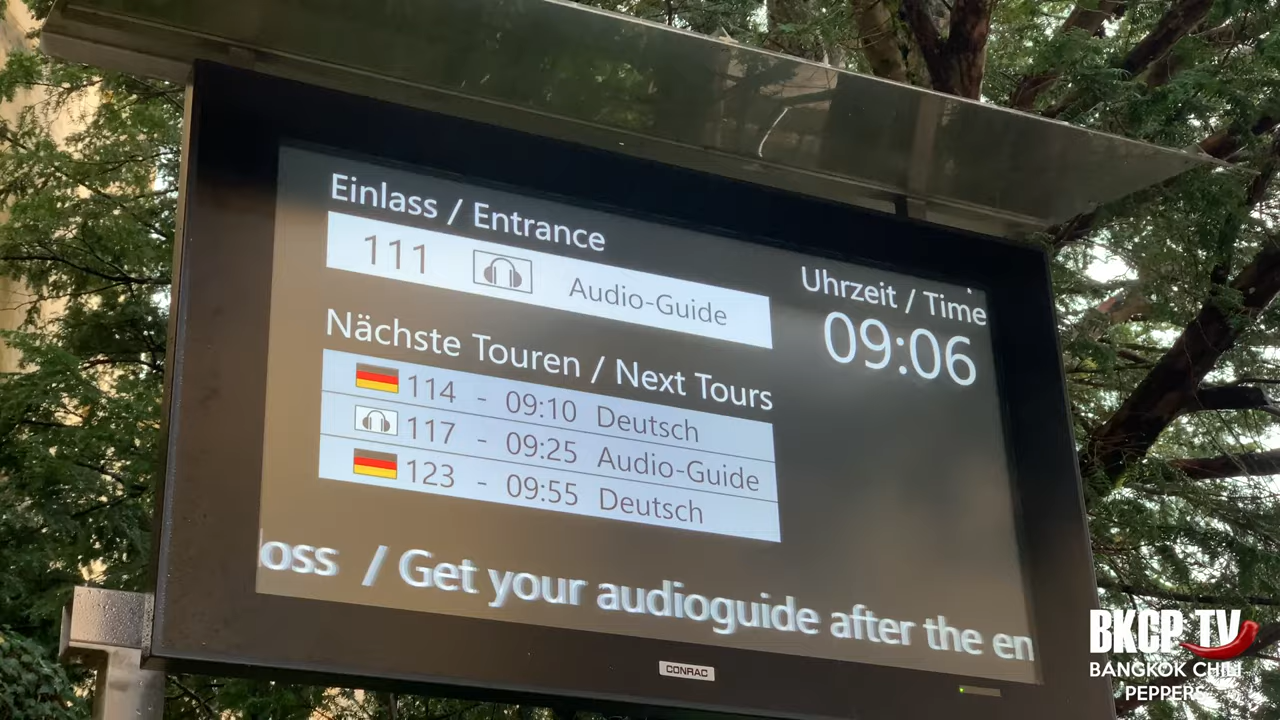 Einlass / Entrance
111 Audio-Guide
Uhrzeit / Time
09:06
Nächste Touren / Next Tours
114 - 09:10 Deutsch
117 - 09:25 Audio-Guide
123 - 09:55 Deutsch
oss / Get your audioguide after the en
CONRAC
BKCP TV
BANGKOK CHILI
PEPPERS